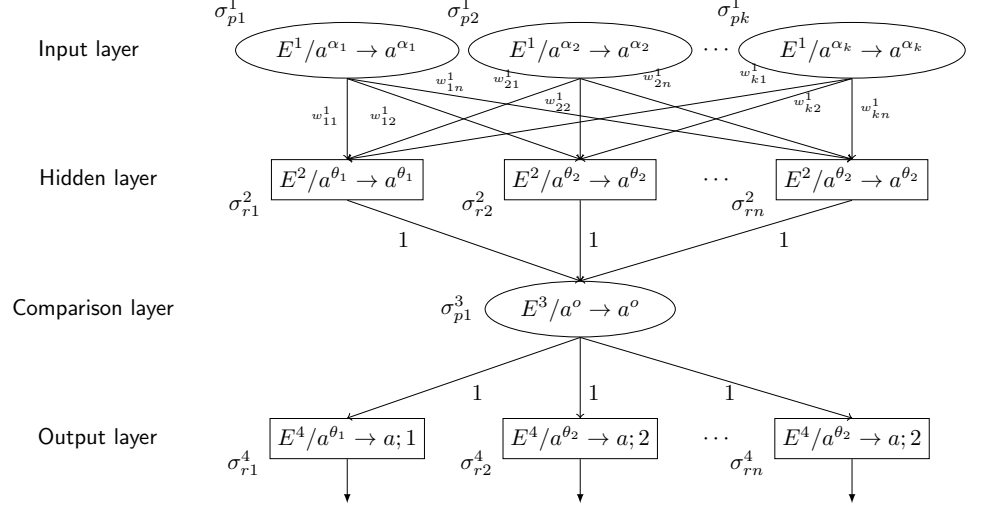 σ_{p1}^1 σ_{p2}^1 σ_{pk}^1
Input layer E^1/a^{α_1} → a^{α_1} E^1/a^{α_2} → a^{α_2} ⋯ E^1/a^{α_k} → a^{α_k}
w_{1n}^1 w_{21}^1 w_{2n}^1 w_{k1}^1
w_{11}^1 w_{12}^1 w_{22}^1 w_{k2}^1 w_{kn}^1
Hidden layer E^2/a^{θ_1} → a^{θ_1} E^2/a^{θ_2} → a^{θ_2} ⋯ E^2/a^{θ_2} → a^{θ_2}
σ_{r1}^2 σ_{r2}^2 σ_{rn}^2
1 1 1
Comparison layer σ_{p1}^3 E^3/a^o → a^o
1 1 1
Output layer E^4/a^{θ_1} → a; 1 E^4/a^{θ_2} → a; 2 ⋯ E^4/a^{θ_2} → a; 2
σ_{r1}^4 σ_{r2}^4 σ_{rn}^4